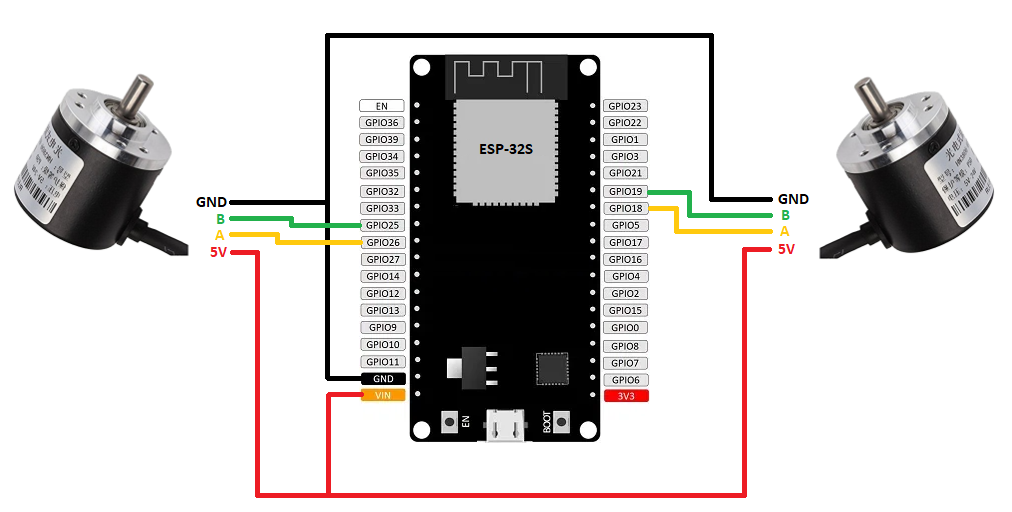 EN
GPIO36
GPIO39
GPIO34
GPIO35
GPIO32
GPIO33
GPIO25
GPIO26
GPIO27
GPIO14
GPIO12
GPIO13
GPIO9
GPIO10
GPIO11
GND
VIN
GND
B
A
5V
ESP-32S
EN
BOOT
GPIO23
GPIO22
GPIO1
GPIO3
GPIO21
GPIO19
GPIO18
GPIO5
GPIO17
GPIO16
GPIO4
GPIO2
GPIO15
GPIO0
GPIO8
GPIO7
GPIO6
3V3
GND
B
A
5V